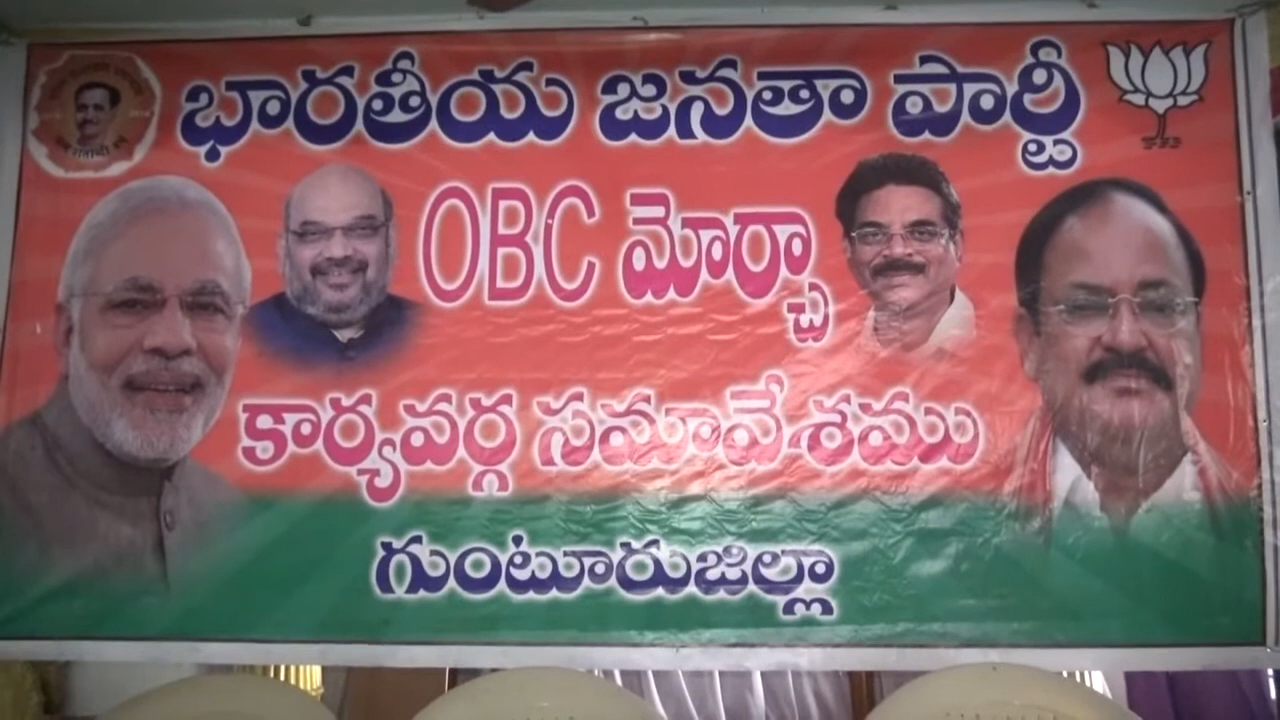 భారతీయ జనతా పార్టీ
OBC మోర్చా
కార్యవర్గ సమావేశము
గుంటూరుజిల్లా